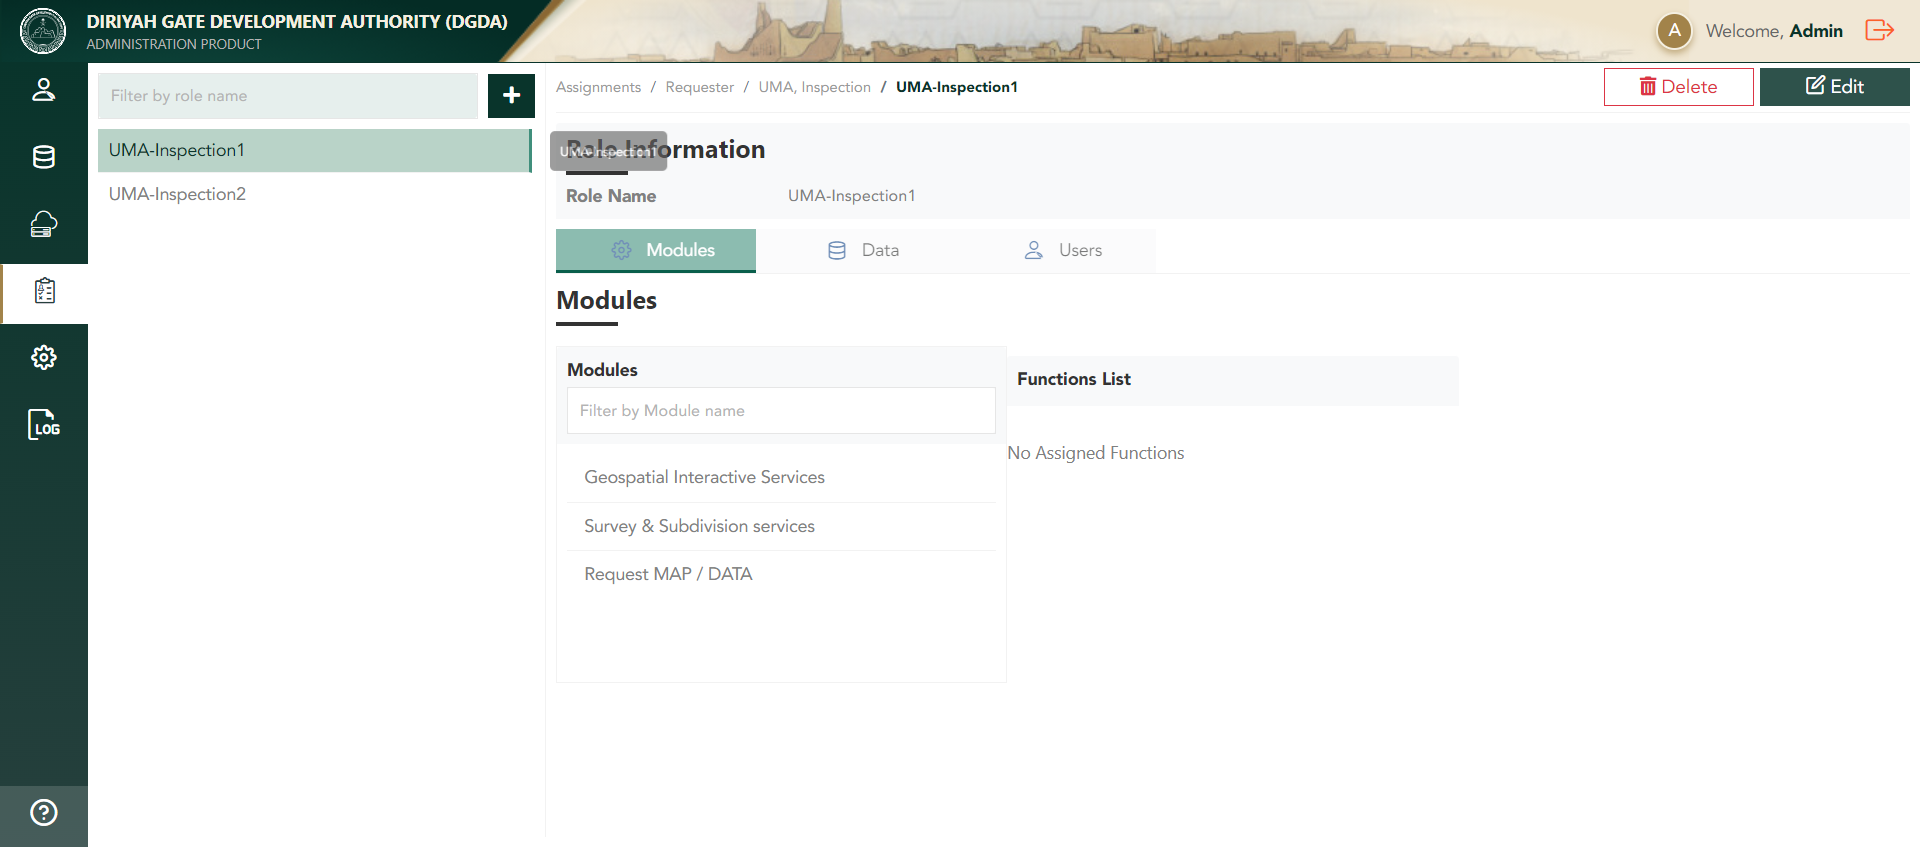 DIRIYAH GATE DEVELOPMENT AUTHORITY (DGDA)
ADMINISTRATION PRODUCT
A Welcome, Admin
Filter by role name
UMA-Inspection1
UMA-Inspection2
LOG
Assignments / Requester / UMA, Inspection / UMA-Inspection1
Delete
Edit
Role Information
UMA-Inspection1
Role Name UMA-Inspection1
Modules Data Users
Modules
Modules
Filter by Module name
Geospatial Interactive Services
Survey & Subdivision services
Request MAP / DATA
Functions List
No Assigned Functions